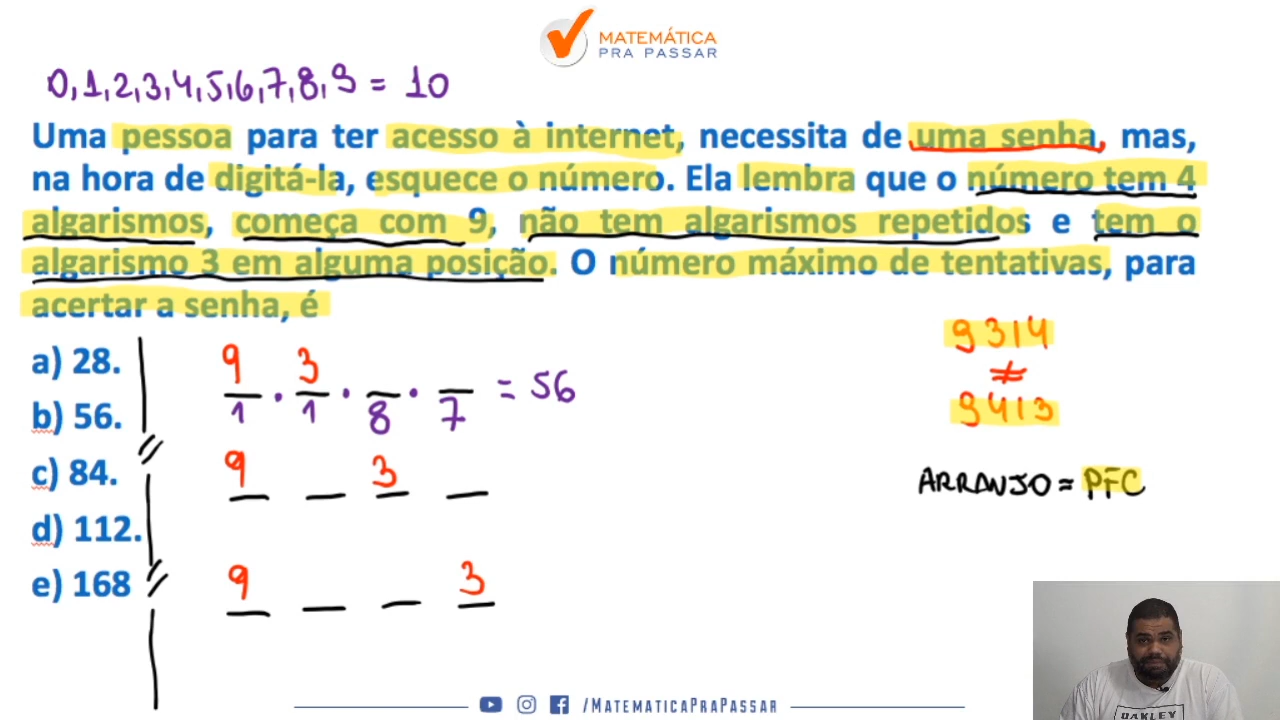 MATEMÁTICA
PRA PASSAR
0,1,2,3,4,5,6,7,8,9 = 10
Uma pessoa para ter acesso à internet, necessita de uma senha, mas,
na hora de digitá-la, esquece o número. Ela lembra que o número tem 4
algarismos, começa com 9, não tem algarismos repetidos e tem o
algarismo 3 em alguma posição. O número máximo de tentativas, para
acertar a senha, é
a) 28.
b) 56.
c) 84.
d) 112.
e) 168
9 3
1 · 1 · 8 · 7 = 56
9 3
9 3
9314
≠
9413
ARRANJO = PFC
OAKLEY
/MATEMATICAPRAPASSAR